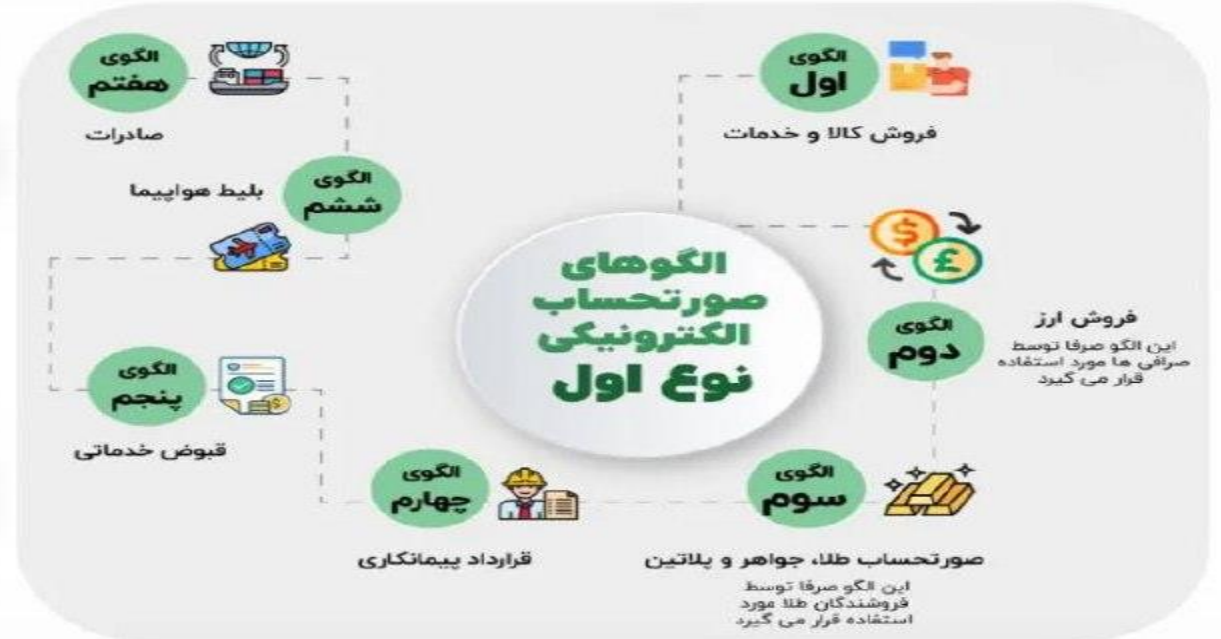 الگوهای
صورتحساب
الکترونیکی
نوع اول
الگوی
اول
فروش کالا و خدمات
الگوی
دوم
فروش ارز
این الگو صرفا توسط
صرافی ها مورد استفاده
قرار می گیرد
الگوی
سوم
صورتحساب طلا، جواهر و پلاتین
این الگو صرفا توسط
فروشندگان طلا مورد
استفاده قرار می گیرد
الگوی
چهارم
قرارداد پیمانکاری
الگوی
پنجم
قبوض خدماتی
الگوی
ششم
بلیط هواپیما
الگوی
هفتم
صادرات